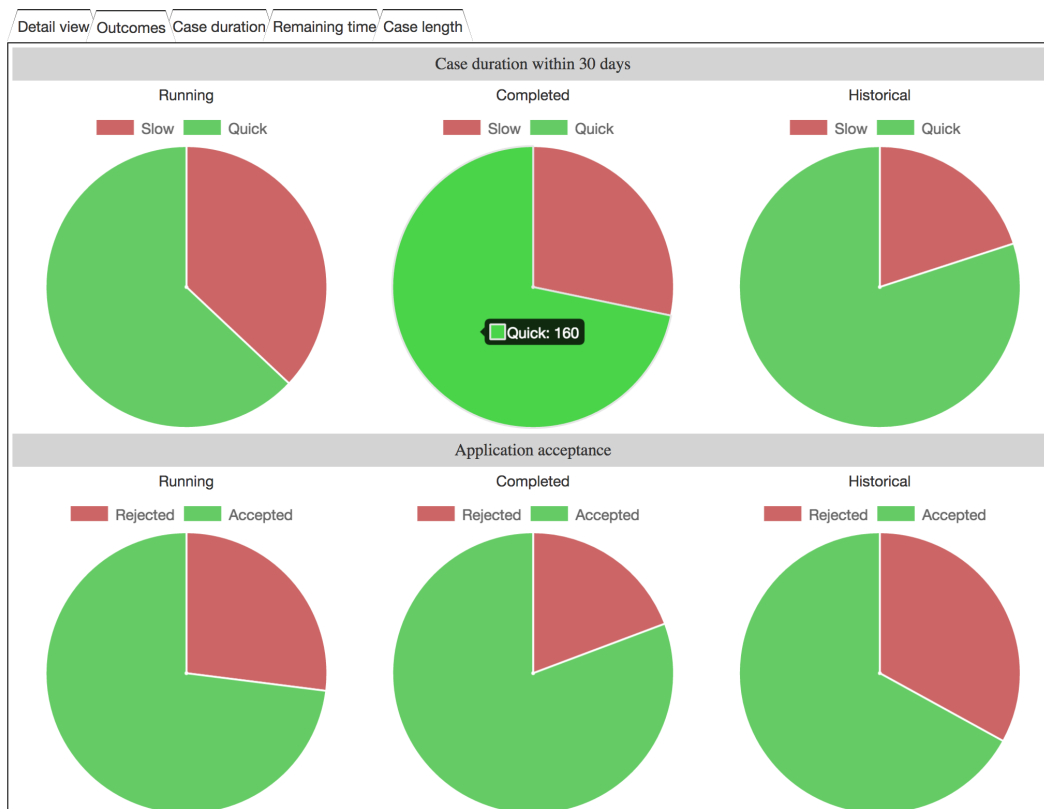 Detail view Outcomes Case duration Remaining time Case length
Case duration within 30 days
Running Completed Historical
Slow Quick Slow Quick Slow Quick
Quick: 160
Application acceptance
Running Completed Historical
Rejected Accepted Rejected Accepted Rejected Accepted